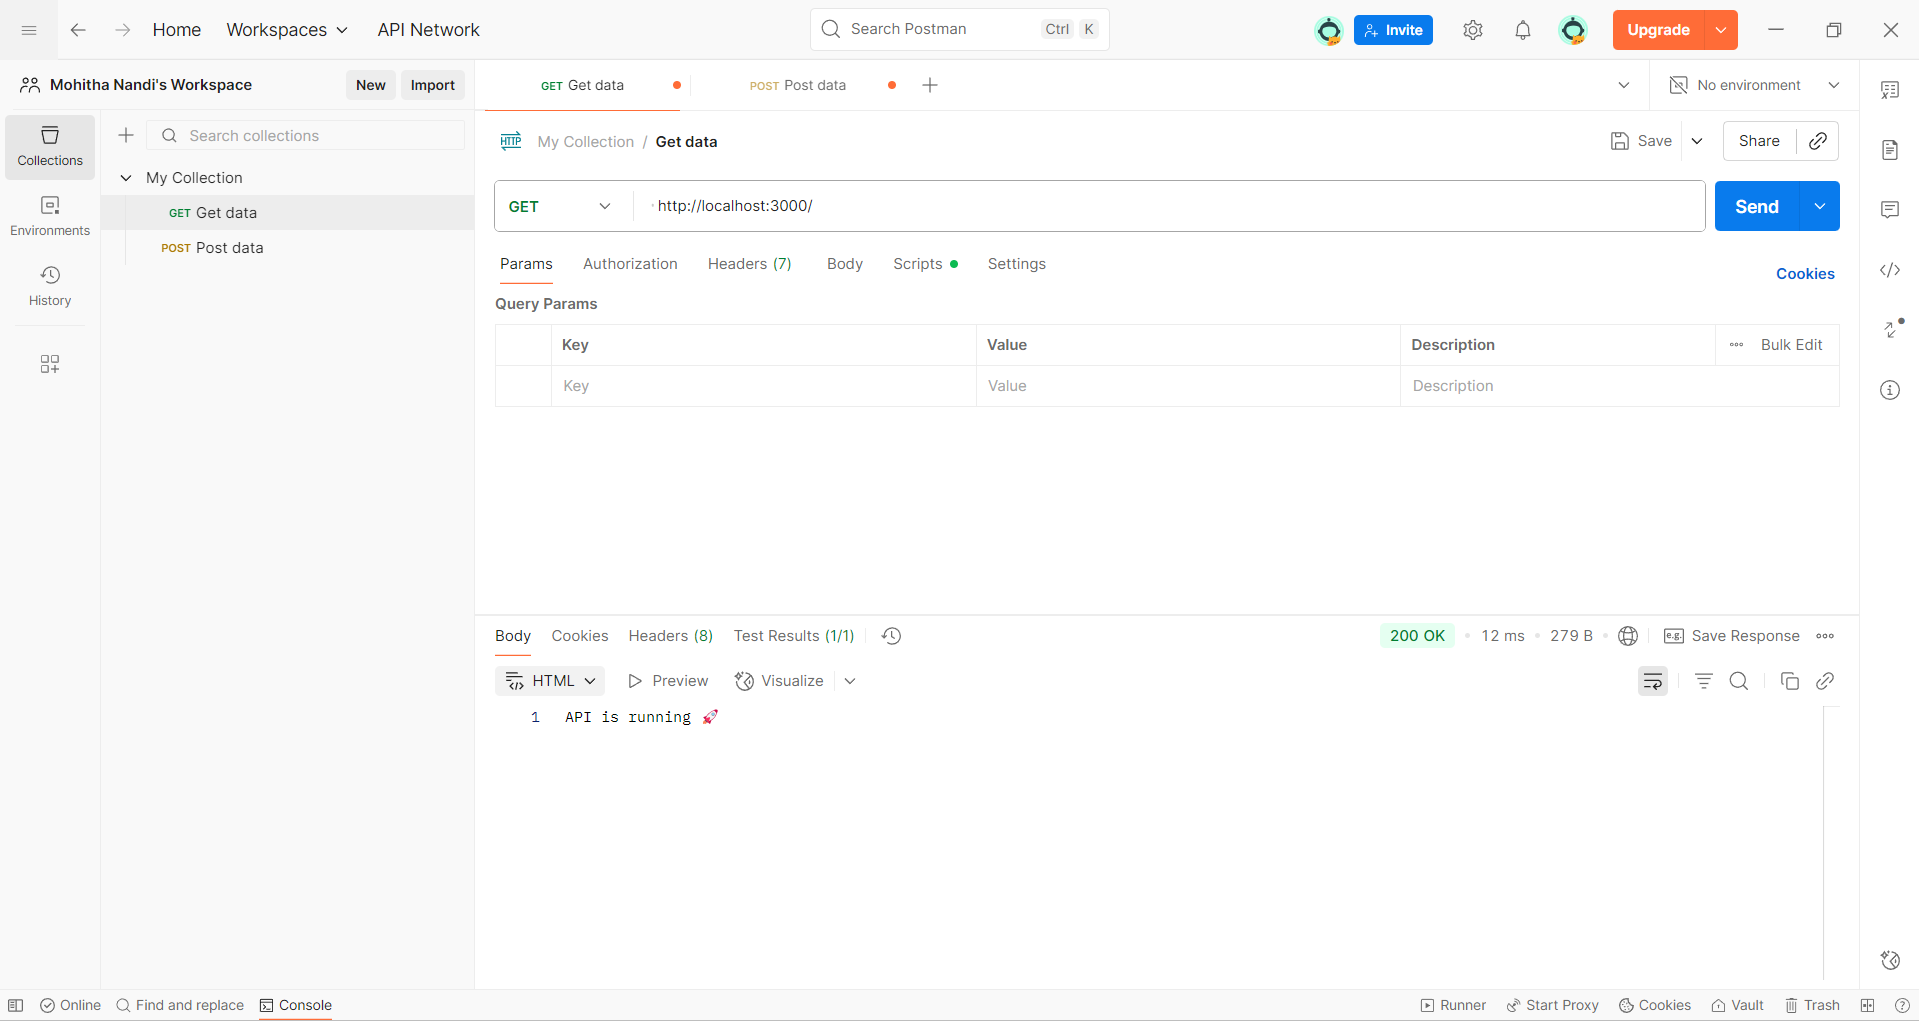 Home Workspaces API Network Search Postman Ctrl K Invite Upgrade
Mohitha Nandi's Workspace New Import GET Get data POST Post data No environment
Collections
Environments
History
Search collections
My Collection
GET Get data
POST Post data
HTTP My Collection / Get data Save Share
GET http://localhost:3000/ Send
Params Authorization Headers (7) Body Scripts Settings Cookies
Query Params
Key Value Description Bulk Edit
Key Value Description
Body Cookies Headers (8) Test Results (1/1) 200 OK 12 ms 279 B e.g. Save Response
HTML Preview Visualize
1 API is running 🚀
Online Find and replace Console Runner Start Proxy Cookies Vault Trash